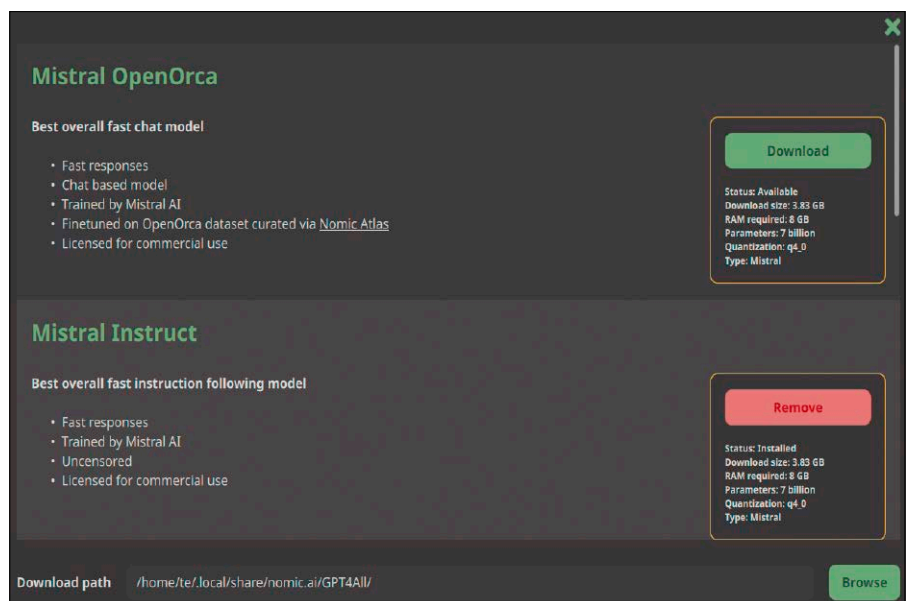 Mistral OpenOrca
Best overall fast chat model
• Fast responses
• Chat based model
• Trained by Mistral AI
• Finetuned on OpenOrca dataset curated via Nomic Atlas
• Licensed for commercial use
Download
Status: Available
Download size: 3.83 GB
RAM required: 8 GB
Parameters: 7 billion
Quantization: q4_0
Type: Mistral
Mistral Instruct
Best overall fast instruction following model
• Fast responses
• Trained by Mistral AI
• Uncensored
• Licensed for commercial use
Remove
Status: Installed
Download size: 3.83 GB
RAM required: 8 GB
Parameters: 7 billion
Quantization: q4_0
Type: Mistral
Download path /home/te/.local/share/nomic.ai/GPT4All/ Browse